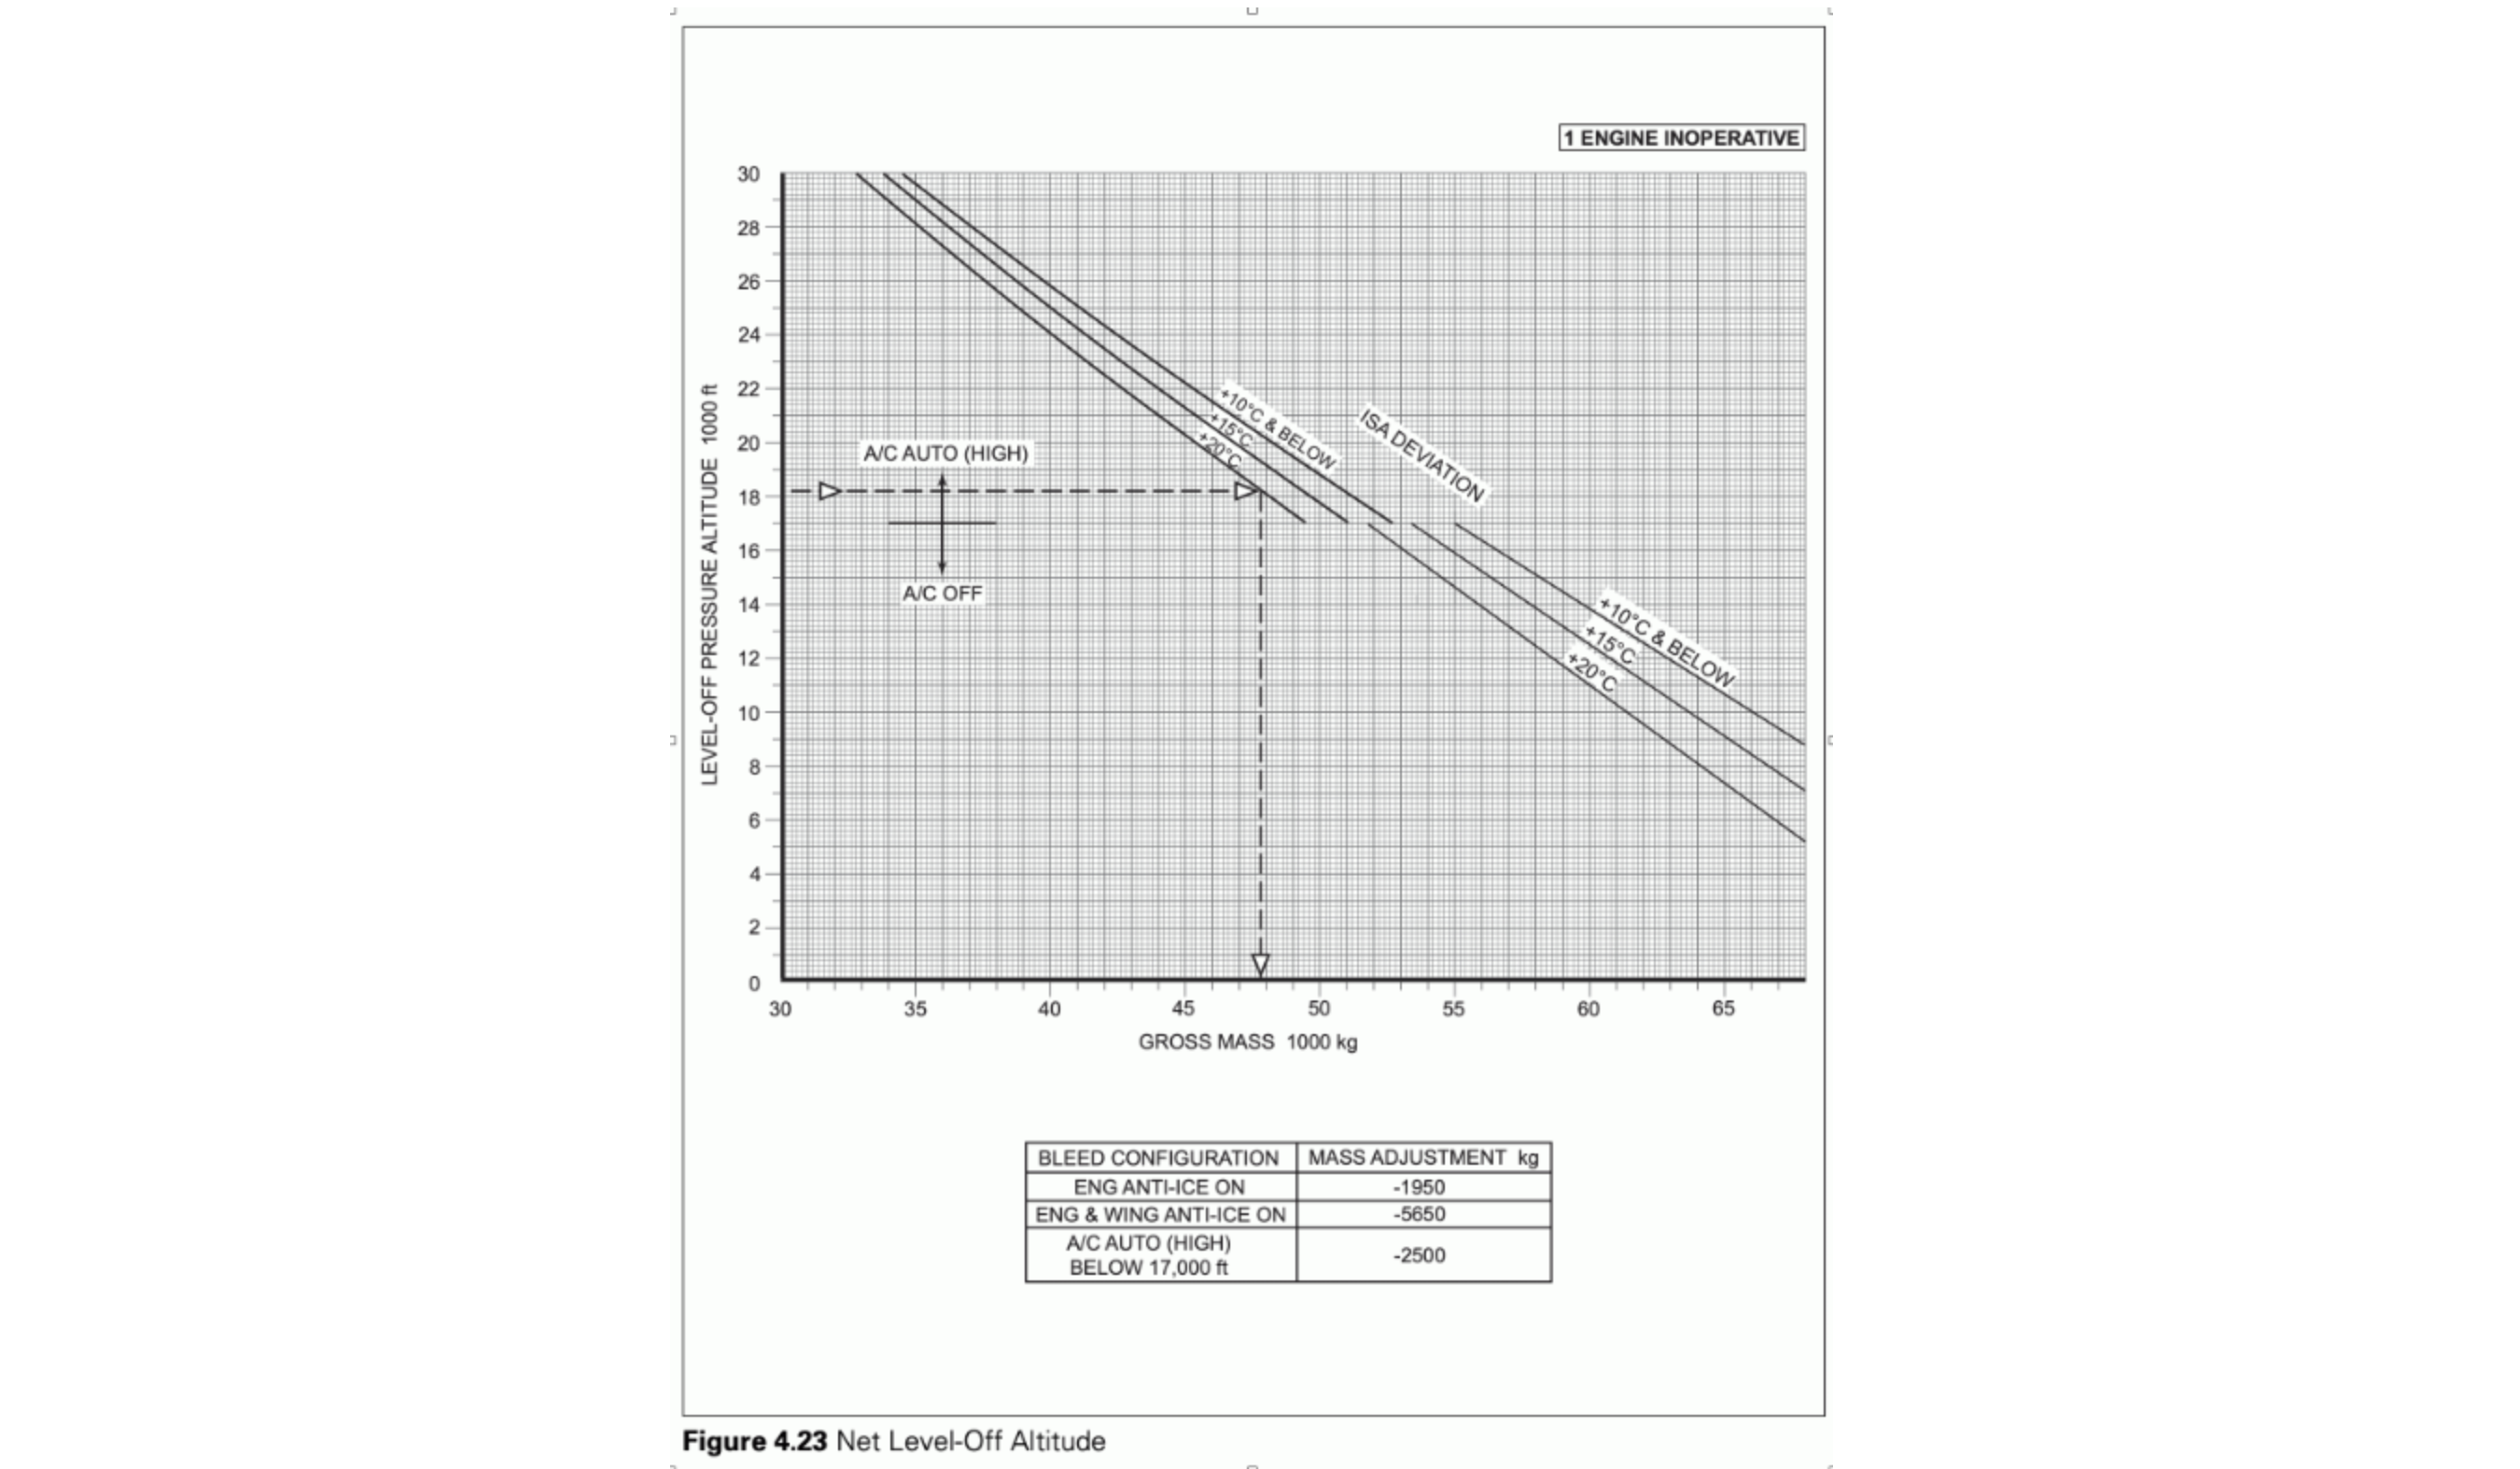 1 ENGINE INOPERATIVE
30
28
26
24
22
20
18
16
14
12
10
8
6
4
2
0
LEVEL-OFF PRESSURE ALTITUDE 1000 ft
+10°C & BELOW
+15°C
+20°C
ISA DEVIATION
A/C AUTO (HIGH)
A/C OFF
+10°C & BELOW
+15°C
+20°C
30 35 40 45 50 55 60 65
GROSS MASS 1000 kg
BLEED CONFIGURATION MASS ADJUSTMENT kg
ENG ANTI-ICE ON -1950
ENG & WING ANTI-ICE ON -5650
A/C AUTO (HIGH)
BELOW 17,000 ft -2500
Figure 4.23 Net Level-Off Altitude